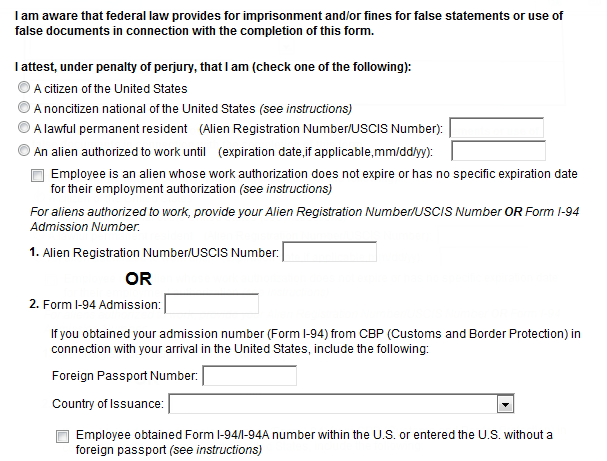 I am aware that federal law provides for imprisonment and/or fines for false statements or use of
false documents in connection with the completion of this form.
I attest, under penalty of perjury, that I am (check one of the following):
A citizen of the United States
A noncitizen national of the United States (see instructions)
A lawful permanent resident (Alien Registration Number/USCIS Number):
An alien authorized to work until (expiration date,if applicable,mm/dd/yy):
Employee is an alien whose work authorization does not expire or has no specific expiration date
for their employment authorization (see instructions)
For aliens authorized to work, provide your Alien Registration Number/USCIS Number OR Form I-94
Admission Number.
1. Alien Registration Number/USCIS Number:
OR
2. Form I-94 Admission:
If you obtained your admission number (Form I-94) from CBP (Customs and Border Protection) in
connection with your arrival in the United States, include the following:
Foreign Passport Number:
Country of Issuance:
Employee obtained Form I-94/I-94A number within the U.S. or entered the U.S. without a
foreign passport (see instructions)